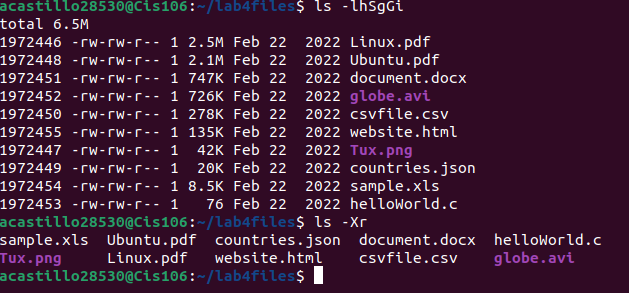 acastillo28530@Cis106:~/lab4files$ ls -lhSgGi
total 6.5M
1972446 -rw-rw-r-- 1 2.5M Feb 22  2022 Linux.pdf
1972448 -rw-rw-r-- 1 2.1M Feb 22  2022 Ubuntu.pdf
1972451 -rw-rw-r-- 1 747K Feb 22  2022 document.docx
1972452 -rw-rw-r-- 1 726K Feb 22  2022 globe.avi
1972450 -rw-rw-r-- 1 278K Feb 22  2022 csvfile.csv
1972455 -rw-rw-r-- 1 135K Feb 22  2022 website.html
1972447 -rw-rw-r-- 1  42K Feb 22  2022 Tux.png
1972449 -rw-rw-r-- 1  20K Feb 22  2022 countries.json
1972454 -rw-rw-r-- 1 8.5K Feb 22  2022 sample.xls
1972453 -rw-rw-r-- 1   76 Feb 22  2022 helloWorld.c
acastillo28530@Cis106:~/lab4files$ ls -Xr
sample.xls  Ubuntu.pdf  countries.json  document.docx  helloWorld.c
Tux.png     Linux.pdf   website.html    csvfile.csv    globe.avi
acastillo28530@Cis106:~/lab4files$